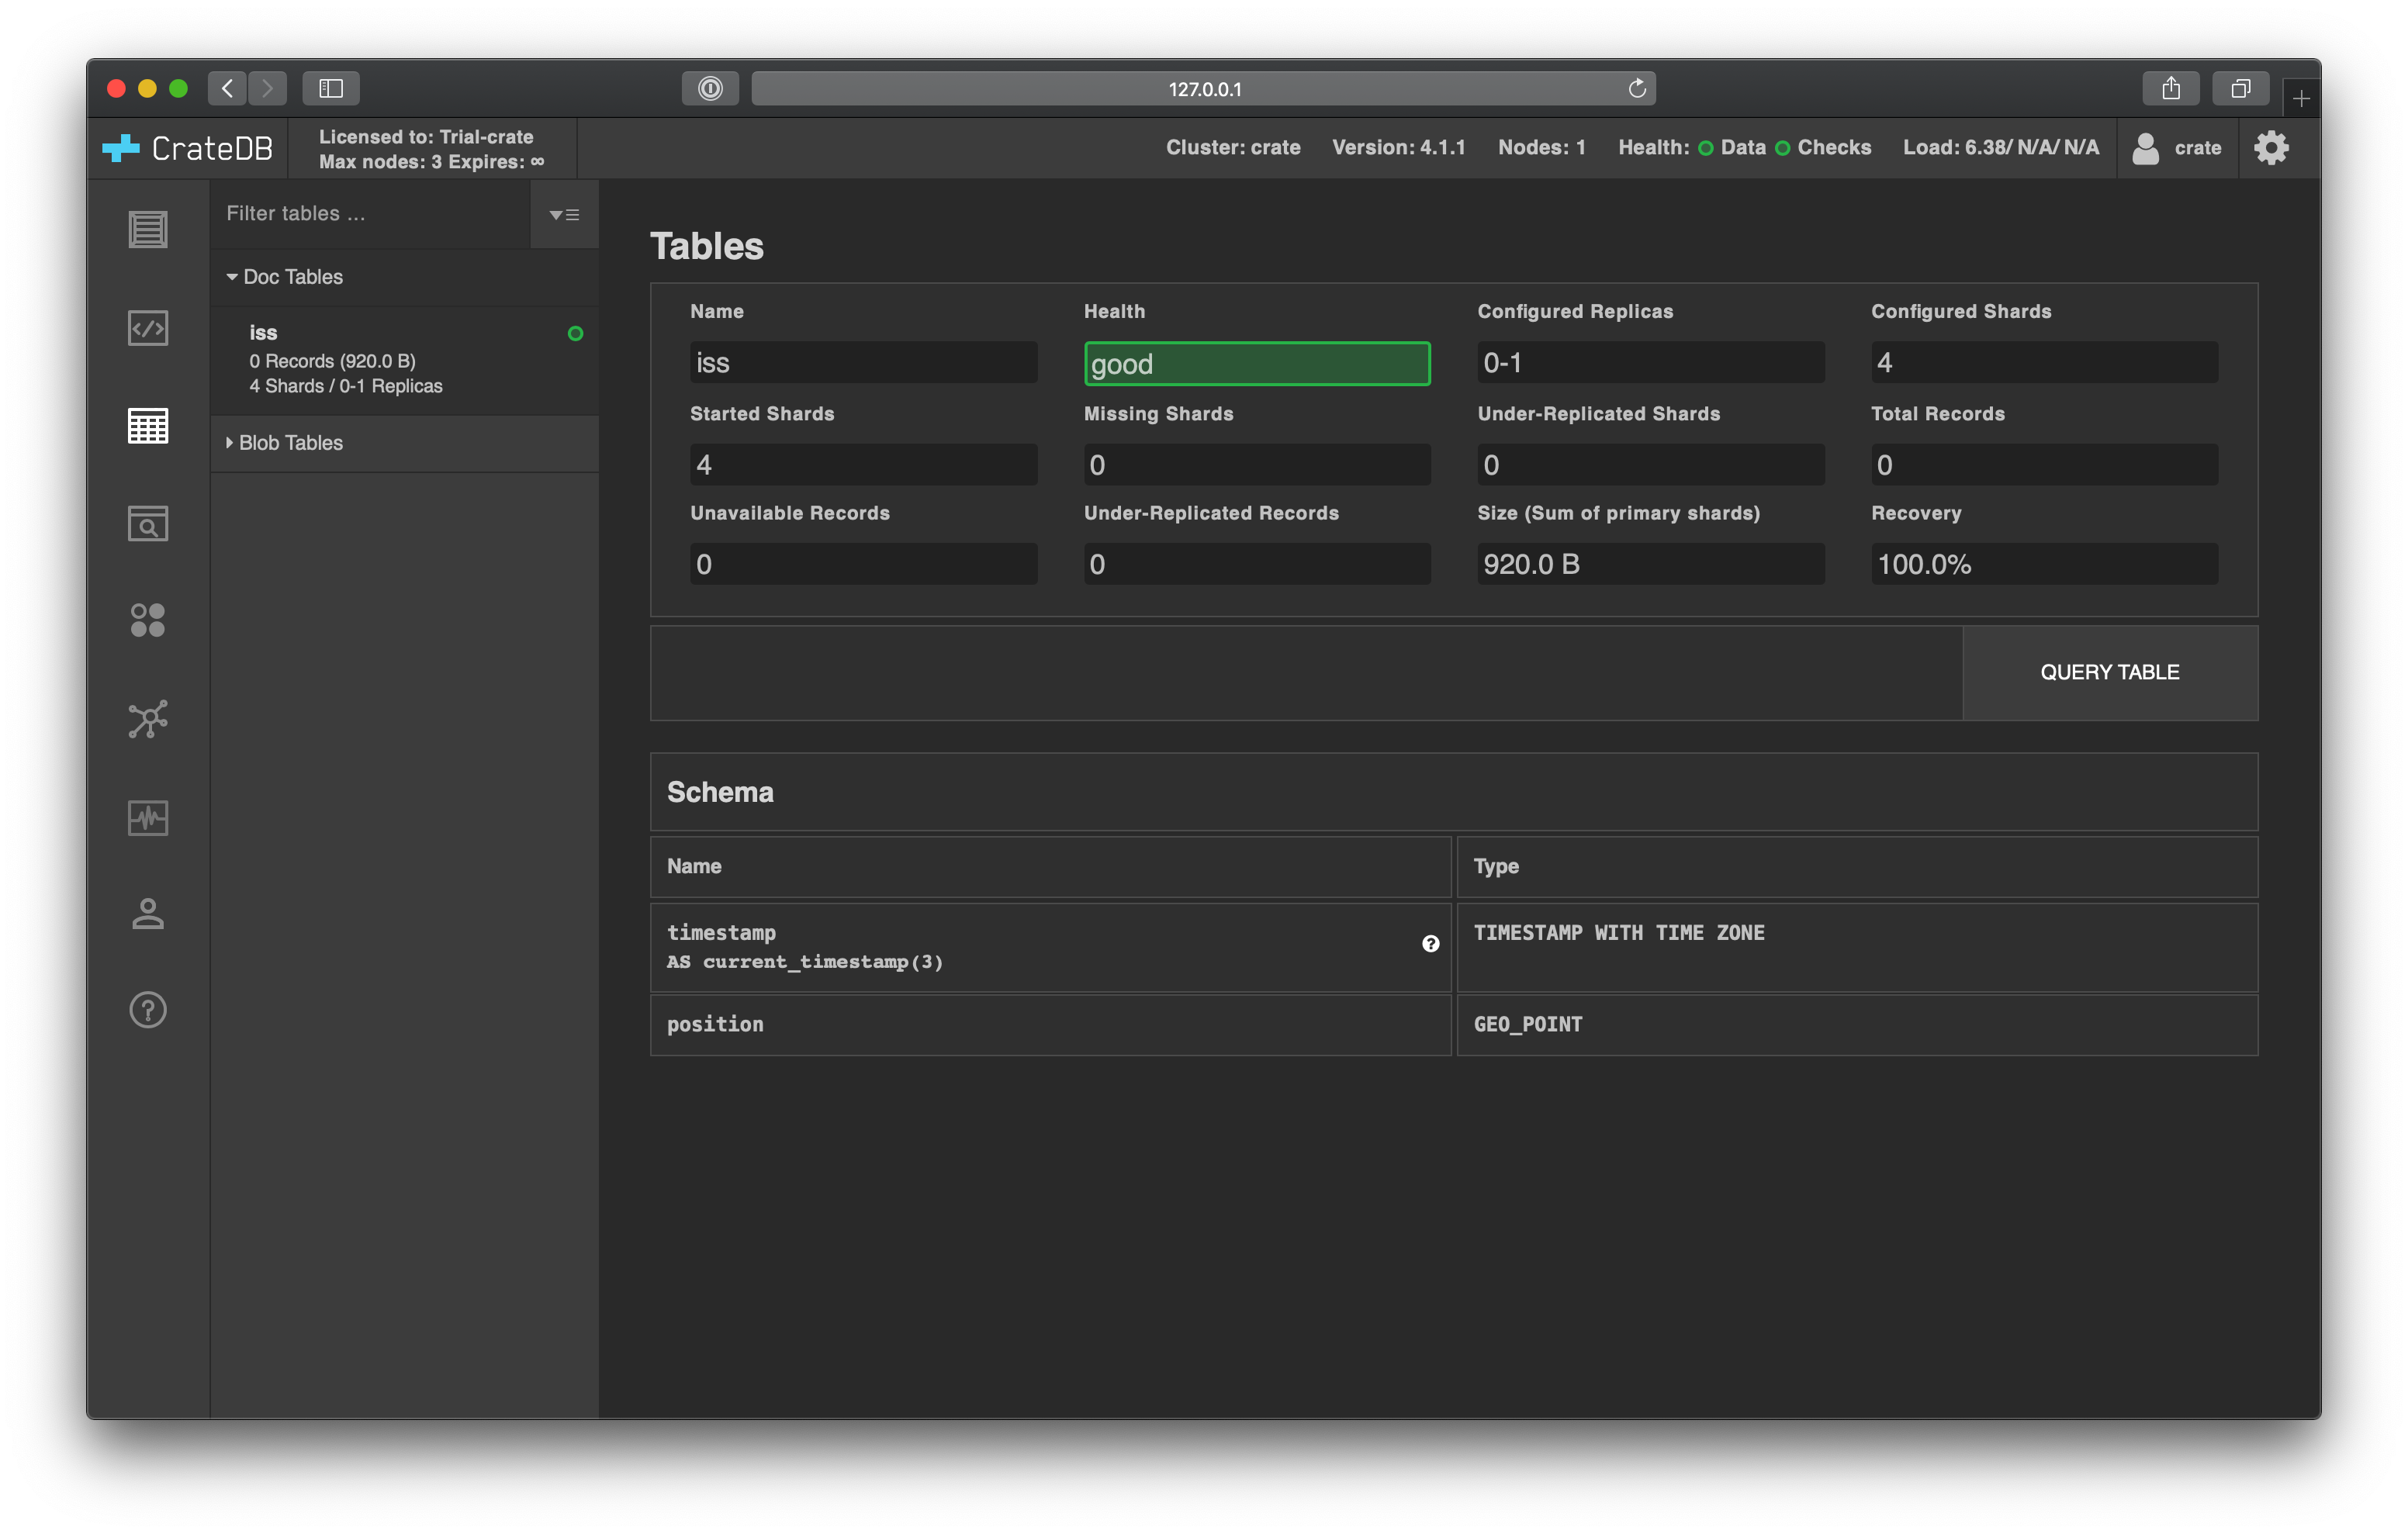 127.0.0.1
CrateDB
Licensed to: Trial-crate
Max nodes: 3 Expires: ∞
Cluster: crate Version: 4.1.1 Nodes: 1 Health: Data Checks Load: 6.38/ N/A/ N/A
crate
Filter tables ...
Doc Tables
iss
0 Records (920.0 B)
4 Shards / 0-1 Replicas
Blob Tables
Tables
Name Health Configured Replicas Configured Shards
iss good 0-1 4
Started Shards Missing Shards Under-Replicated Shards Total Records
4 0 0 0
Unavailable Records Under-Replicated Records Size (Sum of primary shards) Recovery
0 0 920.0 B 100.0%
QUERY TABLE
Schema
Name Type
timestamp TIMESTAMP WITH TIME ZONE
AS current_timestamp(3)
position GEO_POINT